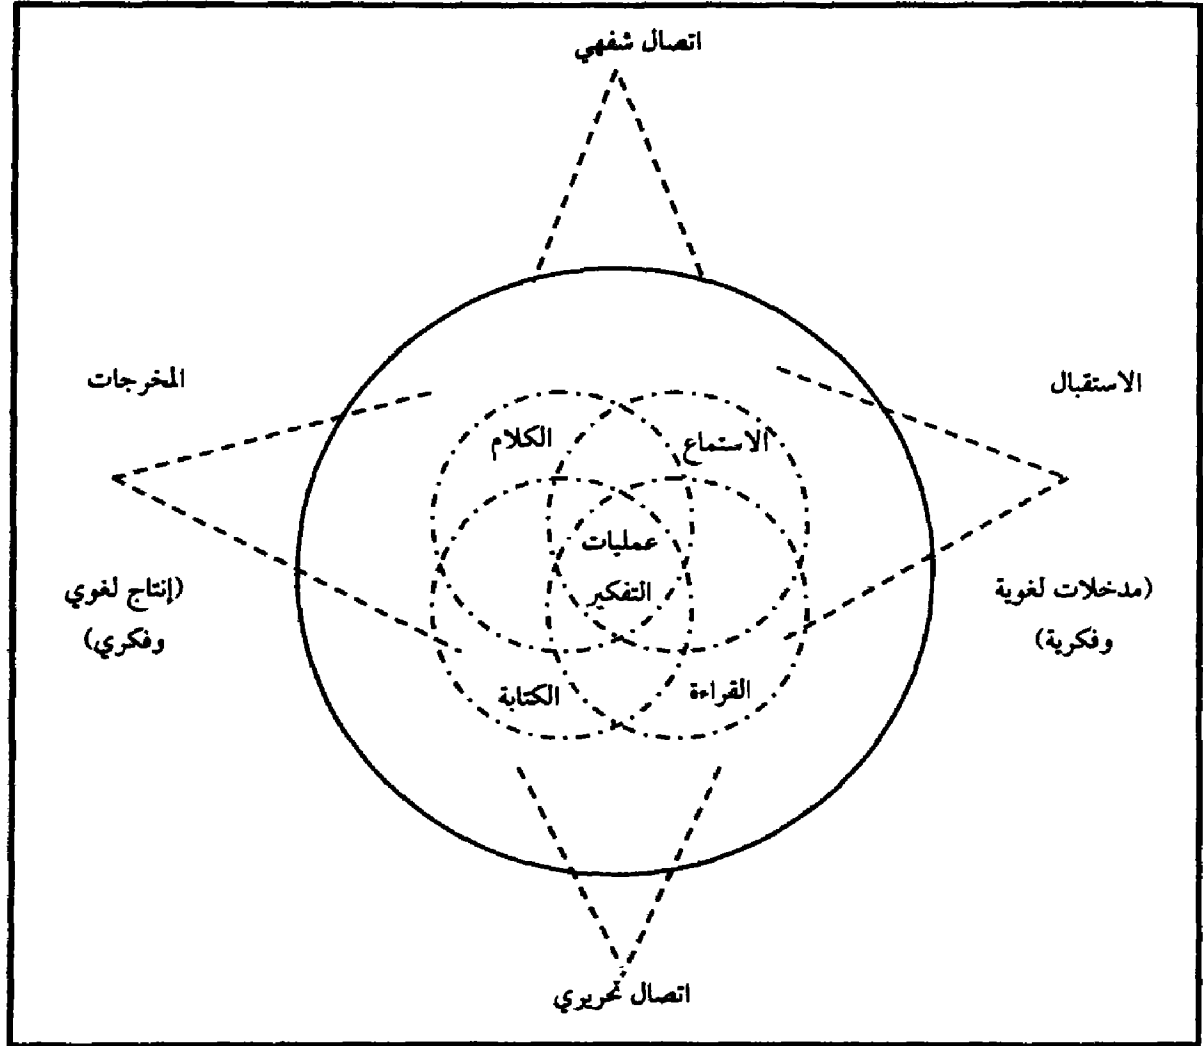 اتصال شفهي
الاستقبال
المخرجات
الاستماع
الكلام
عمليات
التفكير
(مدخلات لغوية
وفكرية)
(إنتاج لغوي
وفكري)
القراءة
الكتابة
اتصال تحريري